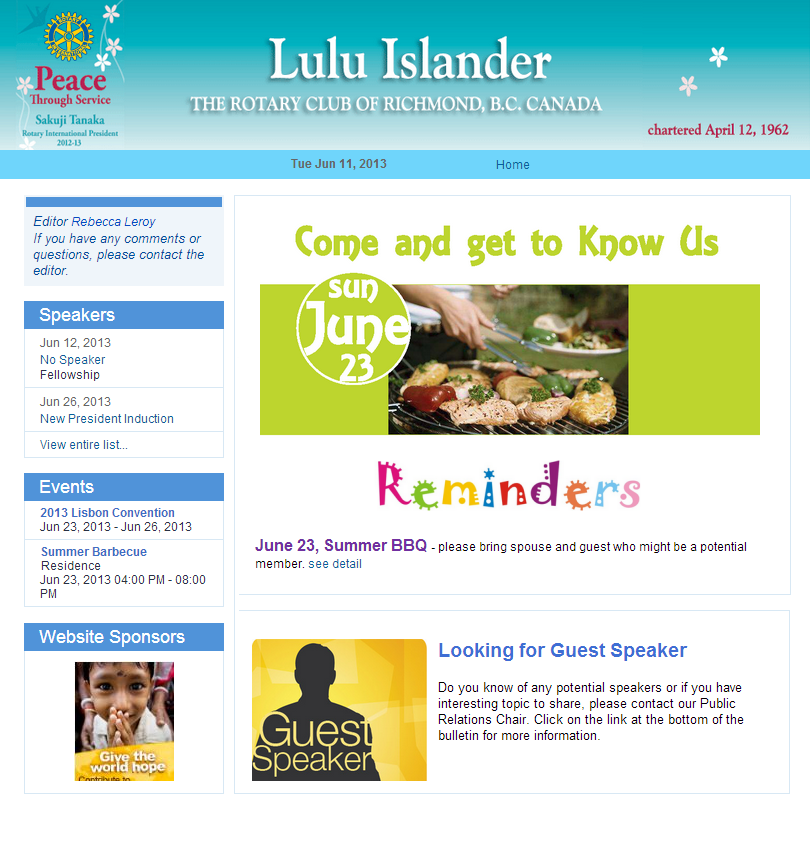 Peace
Through Service
Sakuji Tanaka
Rotary International President
2012-13
Lulu Islander
THE ROTARY CLUB OF RICHMOND, B.C. CANADA
chartered April 12, 1962
Tue Jun 11, 2013
Home
Editor Rebecca Leroy
If you have any comments or
questions, please contact the
editor.
Speakers
Jun 12, 2013
No Speaker
Fellowship
Jun 26, 2013
New President Induction
View entire list...
Events
2013 Lisbon Convention
Jun 23, 2013 - Jun 26, 2013
Summer Barbecue
Residence
Jun 23, 2013 04:00 PM - 08:00
PM
Website Sponsors
Give the
world hope
Contribute to
Come and get to Know Us
sun
June
23
Reminders
June 23, Summer BBQ - please bring spouse and guest who might be a potential
member. see detail
Guest
Speaker
Looking for Guest Speaker
Do you know of any potential speakers or if you have
interesting topic to share, please contact our Public
Relations Chair. Click on the link at the bottom of the
bulletin for more information.